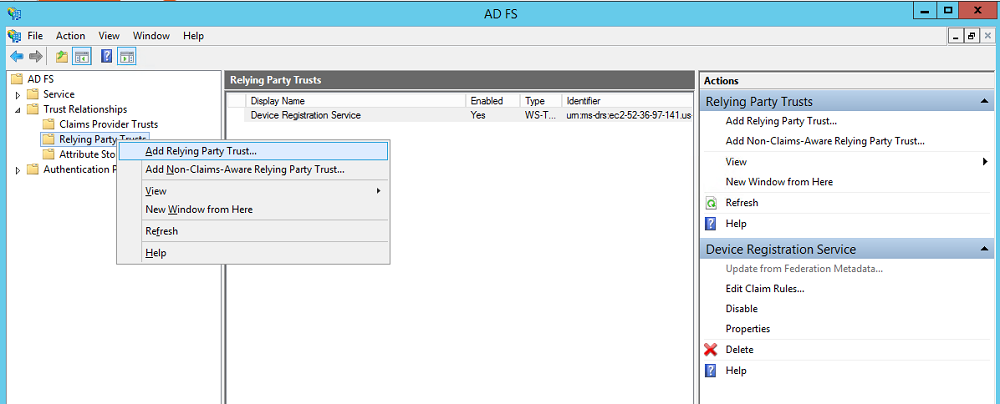 AD FS
File Action View Window Help
AD FS
Service
Trust Relationships
Claims Provider Trusts
Relying Party Trusts
Attribute Sto
Authentication P
Add Relying Party Trust...
Add Non-Claims-Aware Relying Party Trust...
View
New Window from Here
Refresh
Help
Relying Party Trusts
Display Name Enabled Type Identifier
Device Registration Service Yes WS-T... urn:ms-drs:ec2-52-36-97-141.us
Actions
Relying Party Trusts
Add Relying Party Trust...
Add Non-Claims-Aware Relying Party Trust...
View
New Window from Here
Refresh
Help
Device Registration Service
Update from Federation Metadata...
Edit Claim Rules...
Disable
Properties
Delete
Help